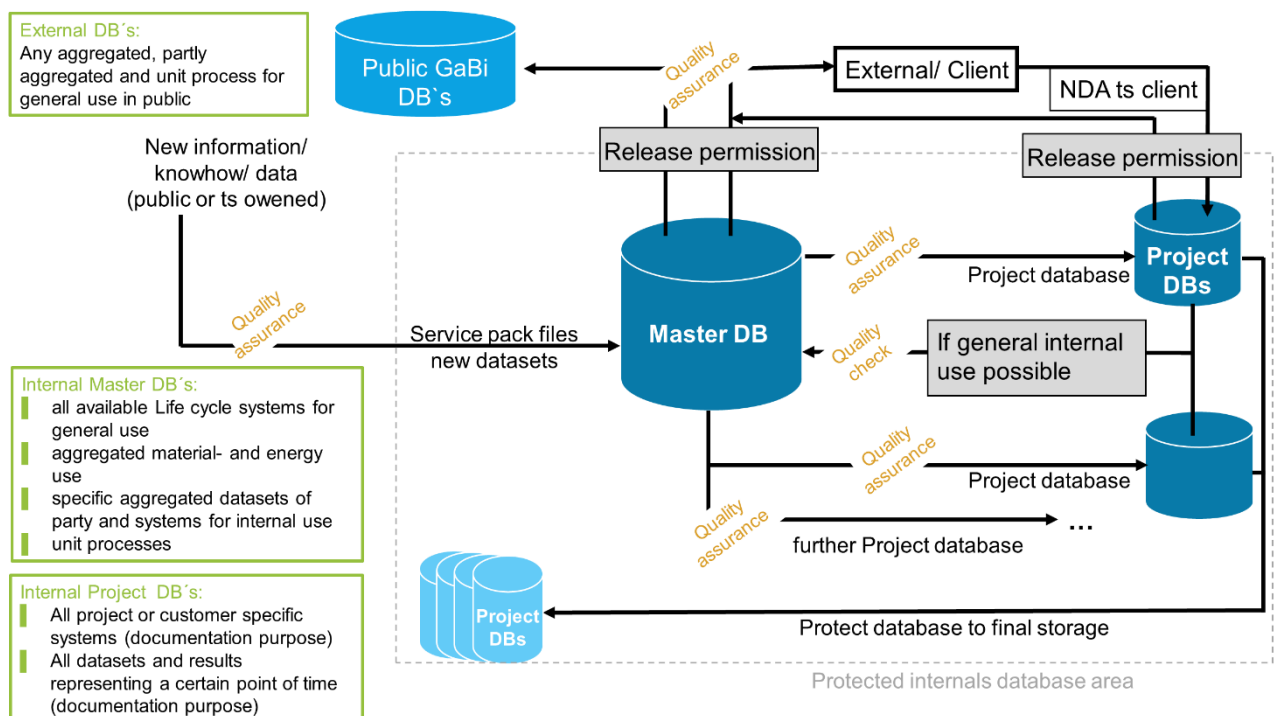 External DB´s:
Any aggregated, partly
aggregated and unit process for
general use in public
Public GaBi
DB`s
Quality
assurance
External/ Client
NDA ts client
New information/
knowhow/ data
(public or ts owened)
Release permission
Release permission
Quality
assurance
Project database
Project
DBs
Quality
assurance
Service pack files
new datasets
Master DB
Quality
check
If general internal
use possible
Internal Master DB´s:
all available Life cycle systems for
general use
aggregated material- and energy
use
specific aggregated datasets of
party and systems for internal use
unit processes
Quality
assurance
Project database
Quality
assurance
...
further Project database
Internal Project DB´s:
All project or customer specific
systems (documentation purpose)
All datasets and results
representing a certain point of time
(documentation purpose)
Project
DBs
Protect database to final storage
Protected internals database area